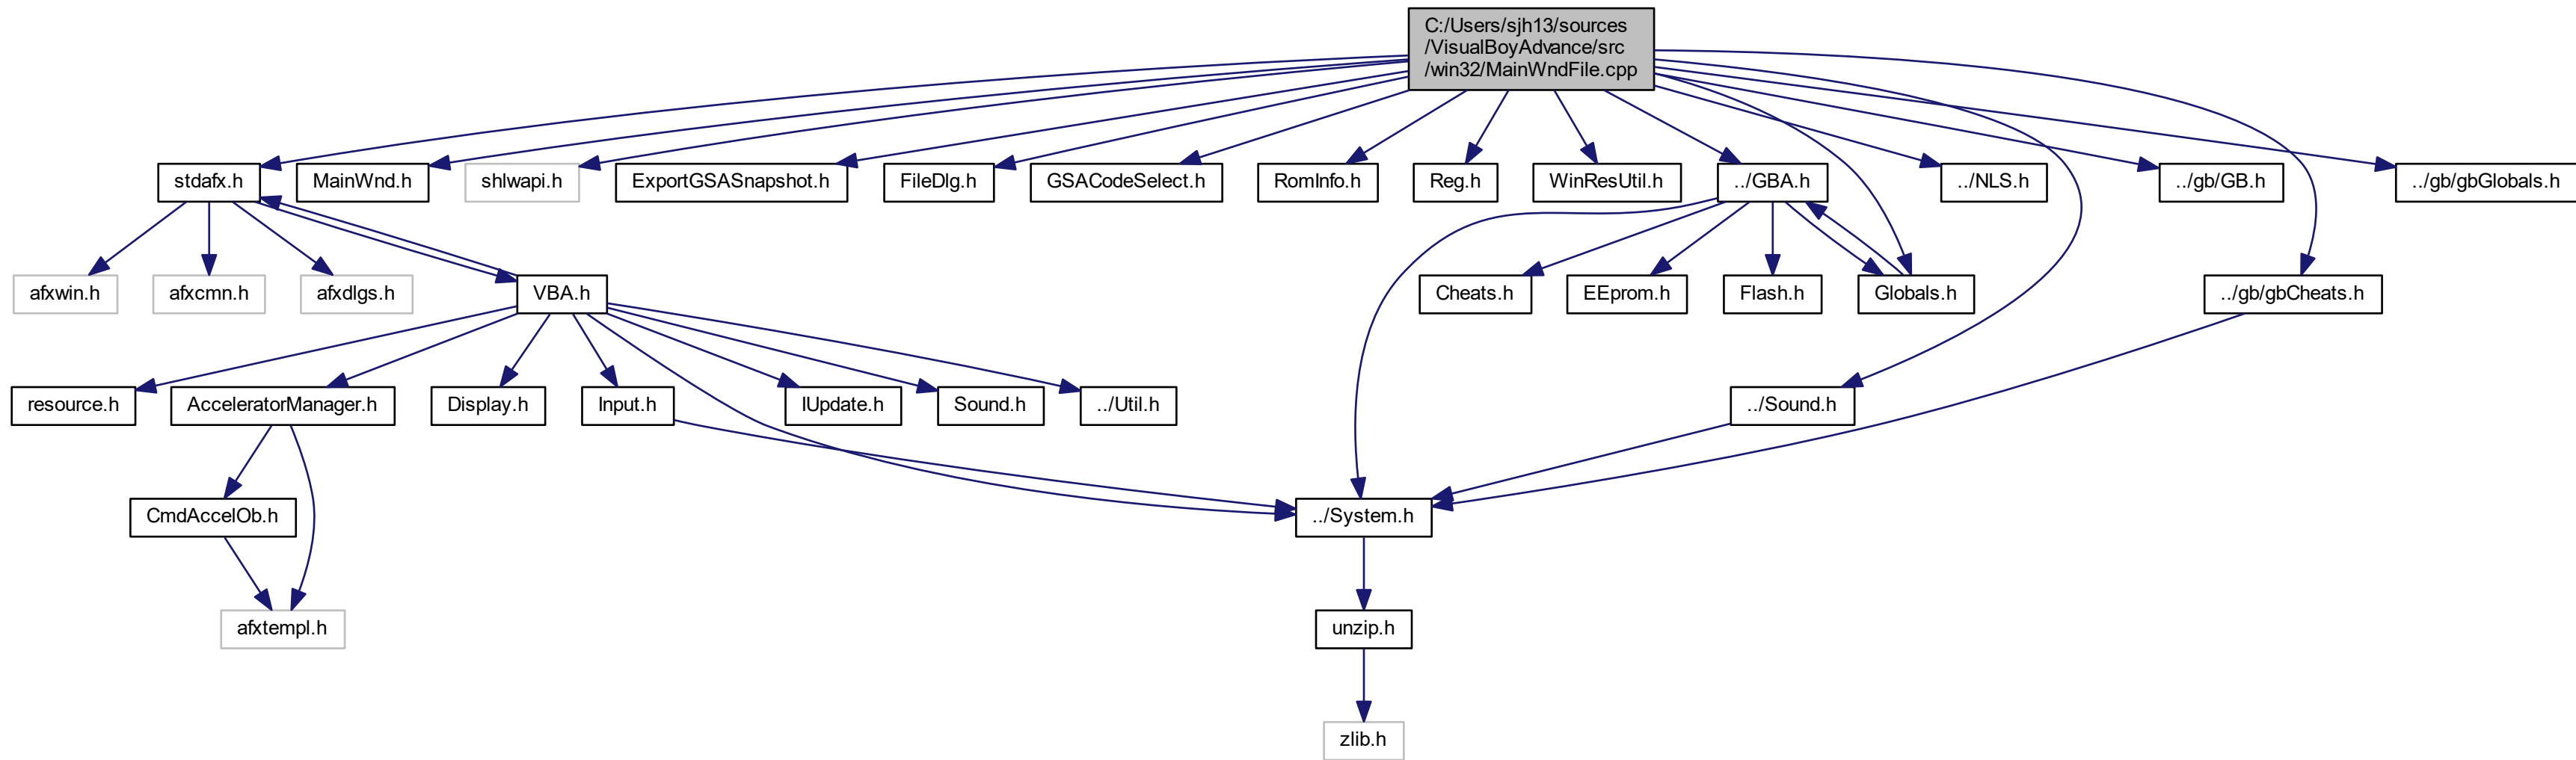 C:/Users/sjh13/sources
/VisualBoyAdvance/src
/win32/MainWndFile.cpp
stdafx.h
MainWnd.h
shlwapi.h
ExportGSASnapshot.h
FileDlg.h
GSACodeSelect.h
RomInfo.h
Reg.h
WinResUtil.h
../GBA.h
../NLS.h
../gb/GB.h
../gb/gbGlobals.h
afxwin.h
afxcmn.h
afxdlgs.h
VBA.h
Cheats.h
EEprom.h
Flash.h
Globals.h
../gb/gbCheats.h
resource.h
AcceleratorManager.h
Display.h
Input.h
IUpdate.h
Sound.h
../Util.h
../Sound.h
CmdAccelOb.h
../System.h
afxtempl.h
unzip.h
zlib.h